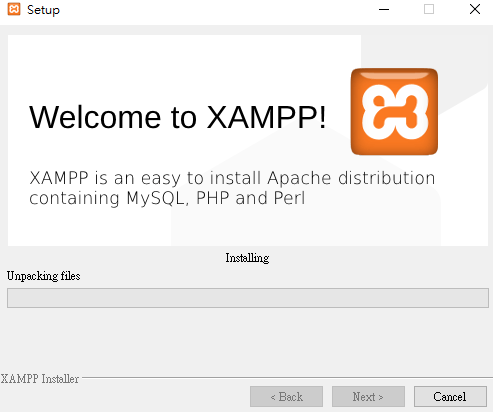 Setup
Welcome to XAMPP!
XAMPP is an easy to install Apache distribution
containing MySQL, PHP and Perl
Installing
Unpacking files
XAMPP Installer
< Back
Next >
Cancel